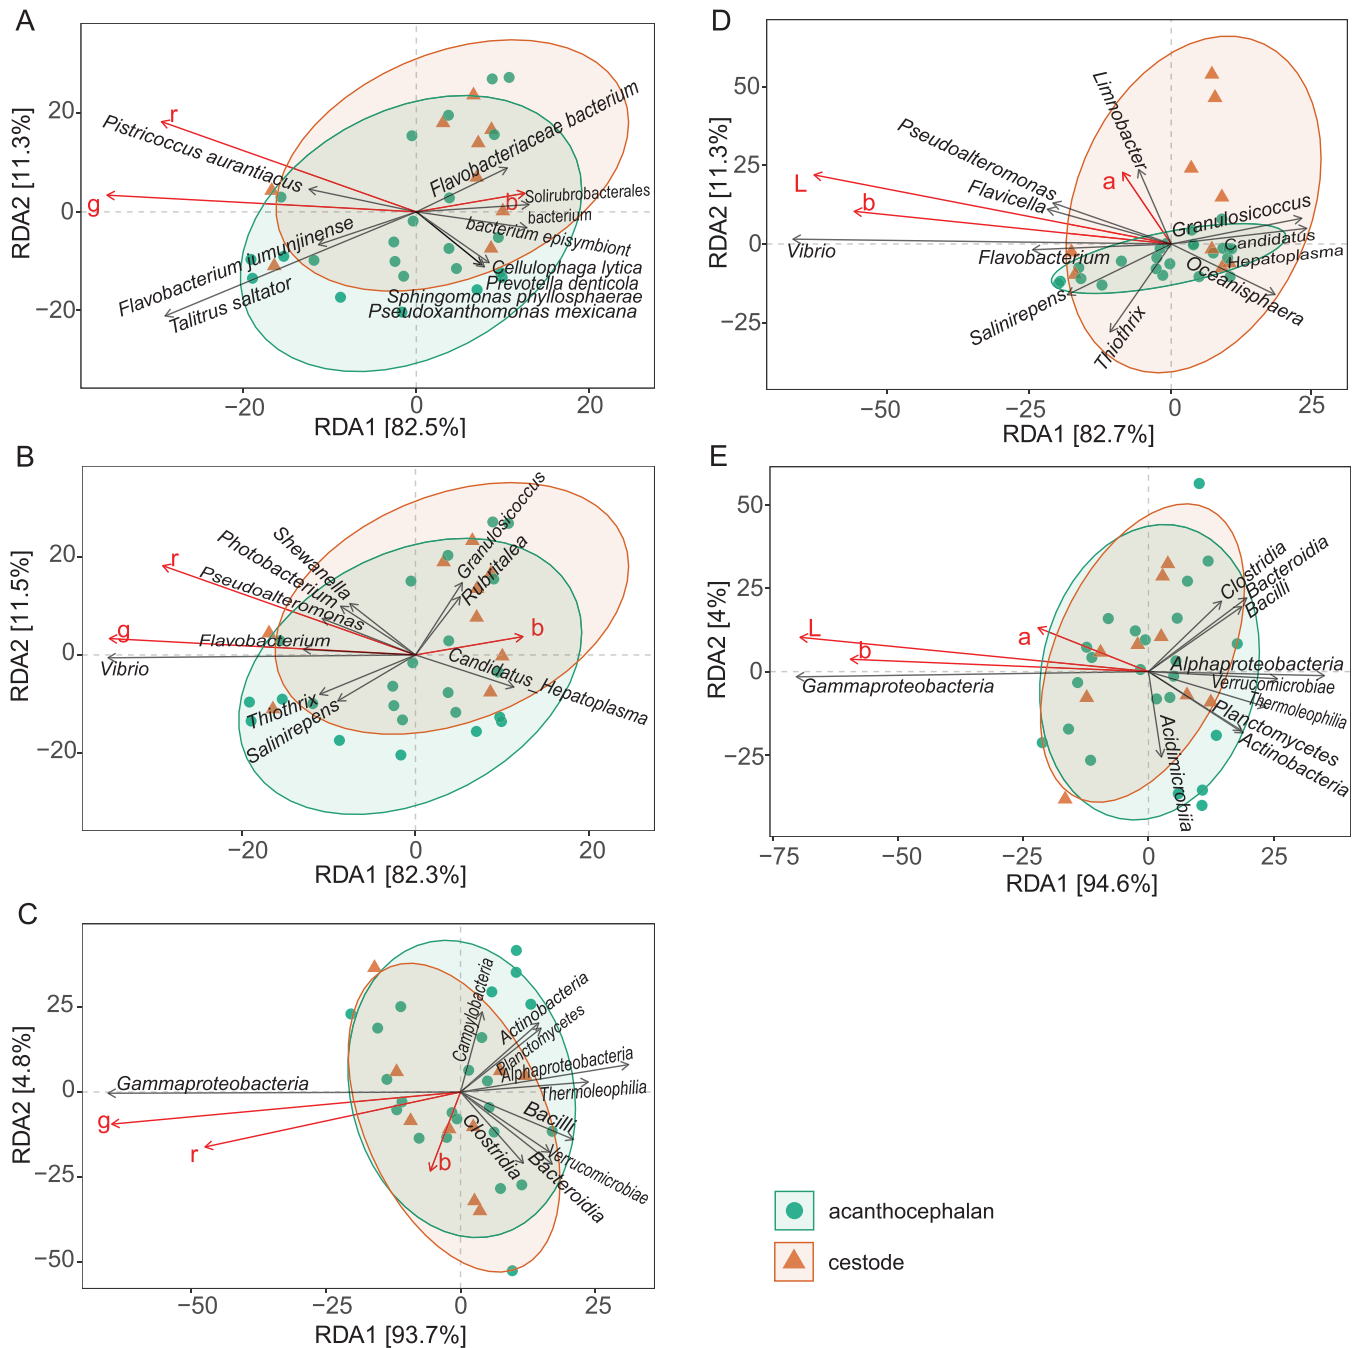 A
RDA2 [11.3%]
20
0
−20
r
g
b
Pistricoccus aurantiacus
Flavobacteriaceae bacterium
Solirubrobacterales
bacterium
bacterium episymbiont
Flavobacterium jumunjinense
Talitrus saltator
Cellulophaga lytica
Prevotella denticola
Sphingomonas phyllosphaerae
Pseudoxanthomonas mexicana
−20
0
20
RDA1 [82.5%]
D
RDA2 [11.3%]
50
25
0
−25
L
b
a
Limnobacter
Pseudoalteromonas
Flavicella
Vibrio
Flavobacterium
Granulosicoccus
Candidatus
Hepatoplasma
Oceanisphaera
Salinirepens
Thiothrix
−50
−25
0
25
RDA1 [82.7%]
B
RDA2 [11.5%]
20
0
−20
r
g
b
Shewanella
Photobacterium
Pseudoalteromonas
Flavobacterium
Vibrio
Granulosicoccus
Rubritalea
Candidatus_Hepatoplasma
Thiothrix
Salinirepens
−20
0
20
RDA1 [82.3%]
E
RDA2 [4%]
50
25
0
−25
L
b
a
Gammaproteobacteria
Clostridia
Bacteroidia
Bacilli
Alphaproteobacteria
Verrucomicrobiae
Thermoleophilia
Planctomycetes
Actinobacteria
Acidimicrobiia
−75
−50
−25
0
25
RDA1 [94.6%]
C
RDA2 [4.8%]
25
0
−25
−50
g
r
b
Gammaproteobacteria
Campylobacteria
Actinobacteria
Planctomycetes
Alphaproteobacteria
Thermoleophilia
Bacilli
Clostridia
Verrucomicrobiae
Bacteroidia
−50
−25
0
25
RDA1 [93.7%]
acanthocephalan
cestode